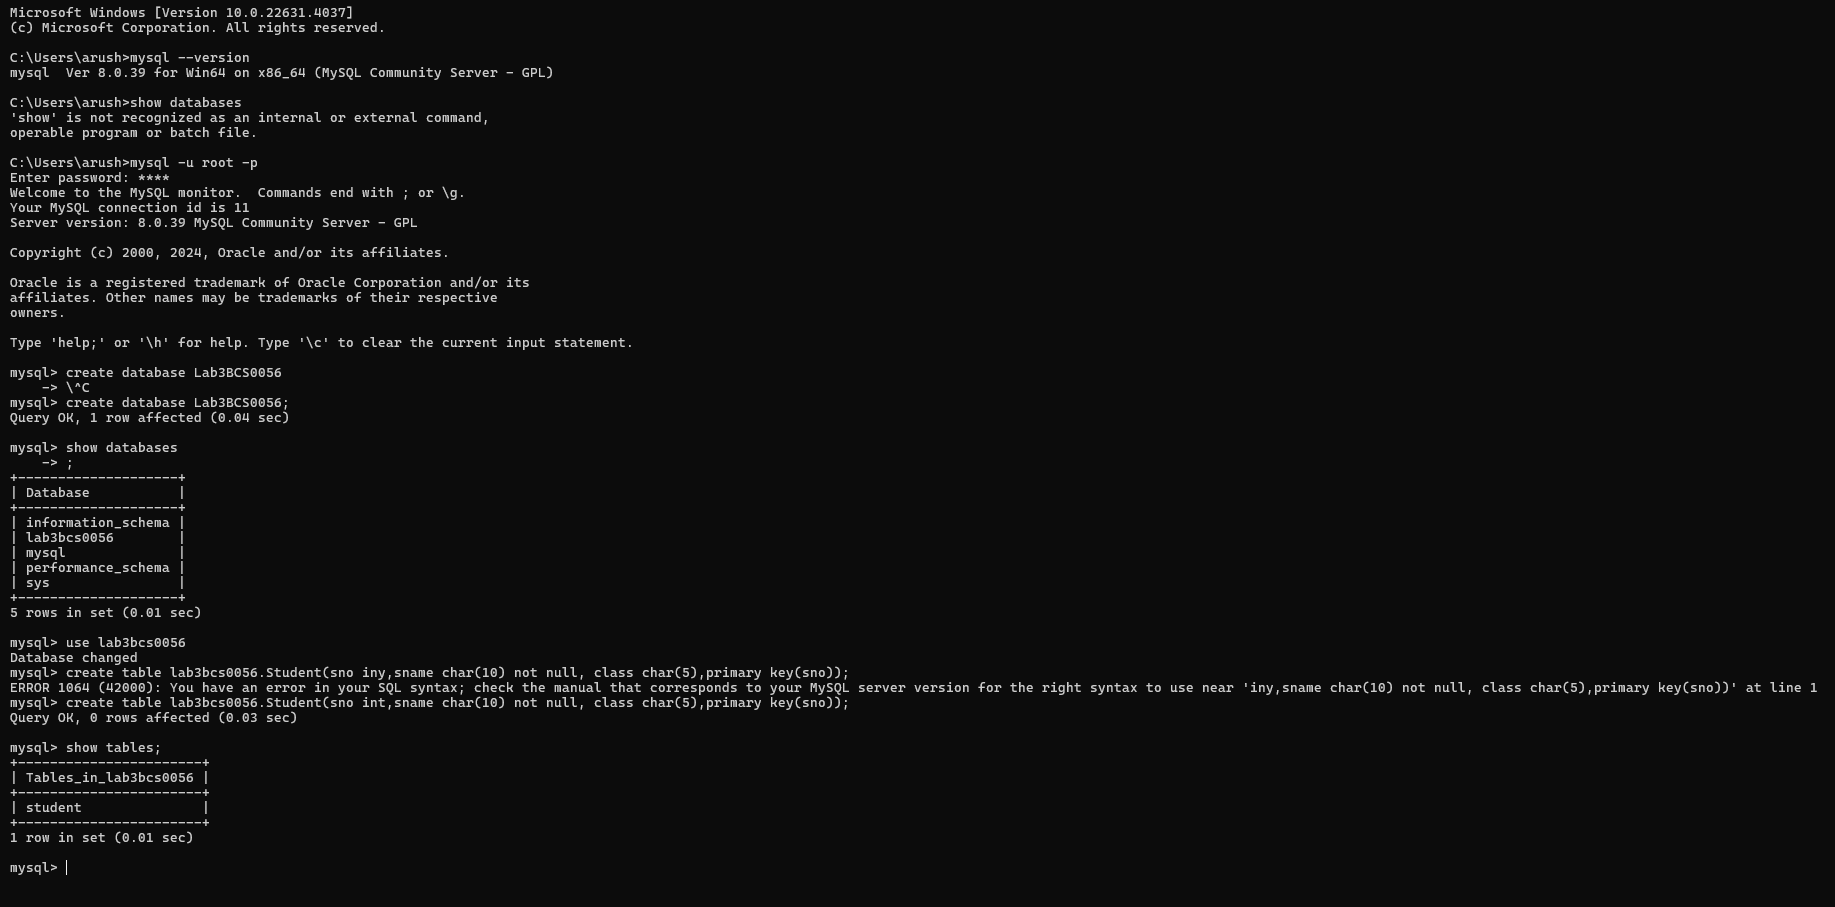 Microsoft Windows [Version 10.0.22631.4037]
(c) Microsoft Corporation. All rights reserved.
C:\Users\arush>mysql --version
mysql  Ver 8.0.39 for Win64 on x86_64 (MySQL Community Server - GPL)
C:\Users\arush>show databases
'show' is not recognized as an internal or external command,
operable program or batch file.
C:\Users\arush>mysql -u root -p
Enter password: ****
Welcome to the MySQL monitor.  Commands end with ; or \g.
Your MySQL connection id is 11
Server version: 8.0.39 MySQL Community Server - GPL
Copyright (c) 2000, 2024, Oracle and/or its affiliates.
Oracle is a registered trademark of Oracle Corporation and/or its
affiliates. Other names may be trademarks of their respective
owners.
Type 'help;' or '\h' for help. Type '\c' to clear the current input statement.
mysql> create database Lab3BCS0056
    -> \^C
mysql> create database Lab3BCS0056;
Query OK, 1 row affected (0.04 sec)
mysql> show databases
    -> ;
+--------------------+
| Database           |
+--------------------+
| information_schema |
| lab3bcs0056        |
| mysql              |
| performance_schema |
| sys                |
+--------------------+
5 rows in set (0.01 sec)
mysql> use lab3bcs0056
Database changed
mysql> create table lab3bcs0056.Student(sno iny,sname char(10) not null, class char(5),primary key(sno));
ERROR 1064 (42000): You have an error in your SQL syntax; check the manual that corresponds to your MySQL server version for the right syntax to use near 'iny,sname char(10) not null, class char(5),primary key(sno))' at line 1
mysql> create table lab3bcs0056.Student(sno int,sname char(10) not null, class char(5),primary key(sno));
Query OK, 0 rows affected (0.03 sec)
mysql> show tables;
+-----------------------+
| Tables_in_lab3bcs0056 |
+-----------------------+
| student               |
+-----------------------+
1 row in set (0.01 sec)
mysql>